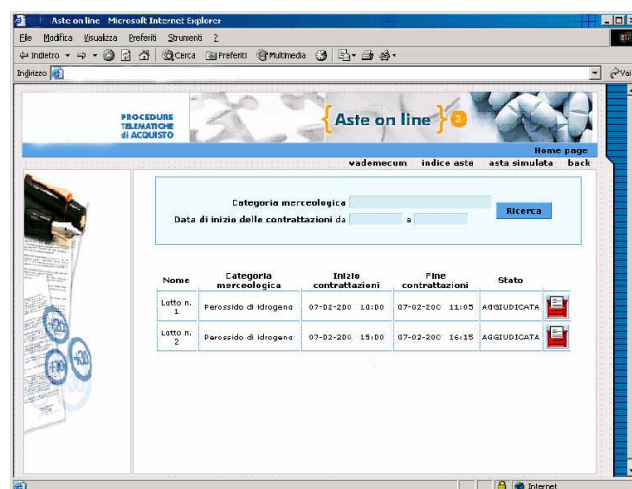 Aste on line - Microsoft Internet Explorer
File Modifica Visualizza Preferiti Strumenti ?
Indietro Cerca Preferiti Multimedia
Indirizzo Vai
PROCEDURE
TELEMATICHE
di ACQUISTO
{ Aste on line } 3
Home page
vademecum indice aste asta simulata back
Categoria merceologica
Data di inizio delle contrattazioni da a
Ricerca
Nome Categoria merceologica Inizio contrattazioni Fine contrattazioni Stato
Lotto n. 1 Perossido di idrogeno 07-02-200 10:00 07-02-200 11:05 AGGIUDICATA
Lotto n. 2 Perossido di idrogeno 07-02-200 15:00 07-02-200 16:15 AGGIUDICATA
+20
+30
Internet